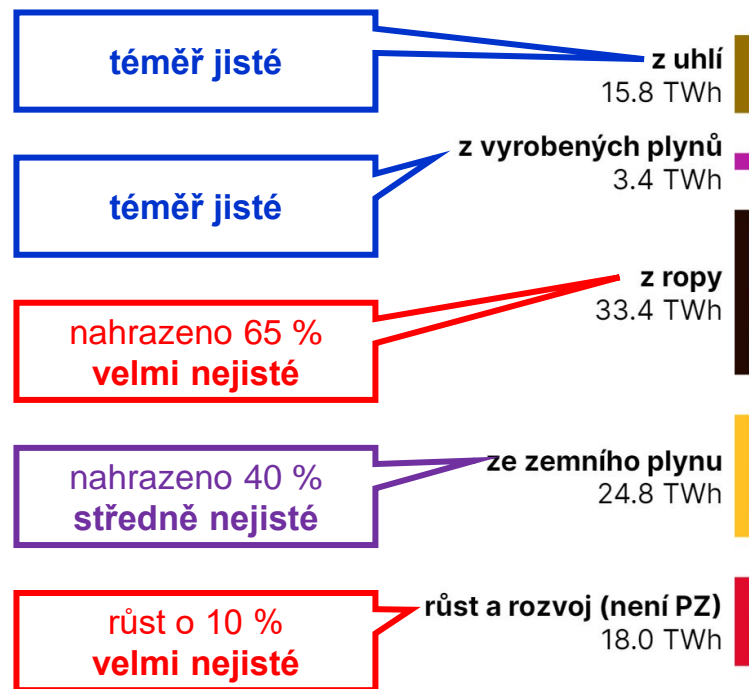 téměř jisté
z uhlí
15.8 TWh
téměř jisté
z vyrobených plynů
3.4 TWh
nahrazeno 65 %
velmi nejisté
z ropy
33.4 TWh
nahrazeno 40 %
středně nejisté
ze zemního plynu
24.8 TWh
růst o 10 %
velmi nejisté
růst a rozvoj (není PZ)
18.0 TWh